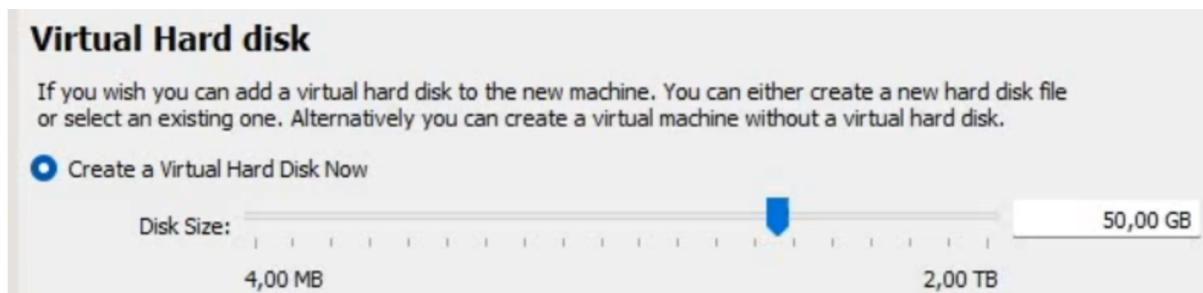 Virtual Hard disk
If you wish you can add a virtual hard disk to the new machine. You can either create a new hard disk file
or select an existing one. Alternatively you can create a virtual machine without a virtual hard disk.
Create a Virtual Hard Disk Now
Disk Size: 50,00 GB
4,00 MB 2,00 TB